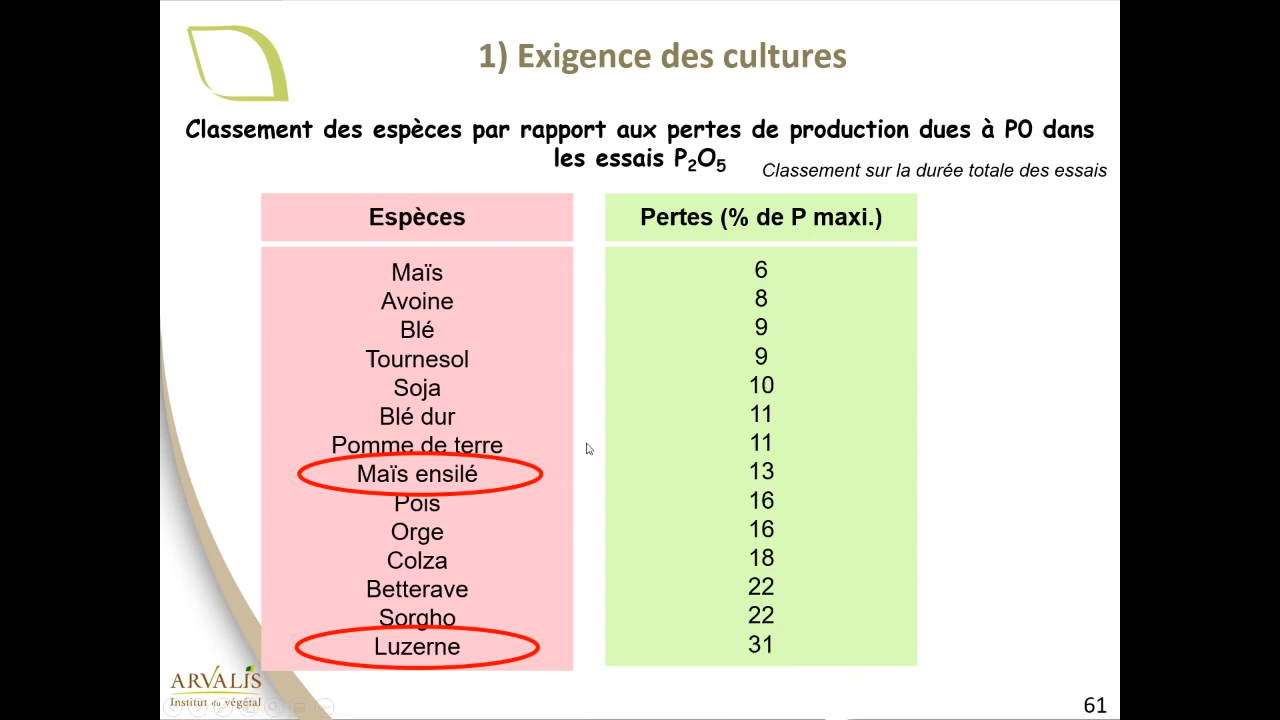 1) Exigence des cultures
Classement des espèces par rapport aux pertes de production dues à P0 dans
les essais P₂O₅
Classement sur la durée totale des essais
Espèces
Pertes (% de P maxi.)
Maïs 6
Avoine 8
Blé 9
Tournesol 9
Soja 10
Blé dur 11
Pomme de terre 11
Maïs ensilé 13
Pois 16
Orge 16
Colza 18
Betterave 22
Sorgho 22
Luzerne 31
ARVALIS
Institut du végétal
61